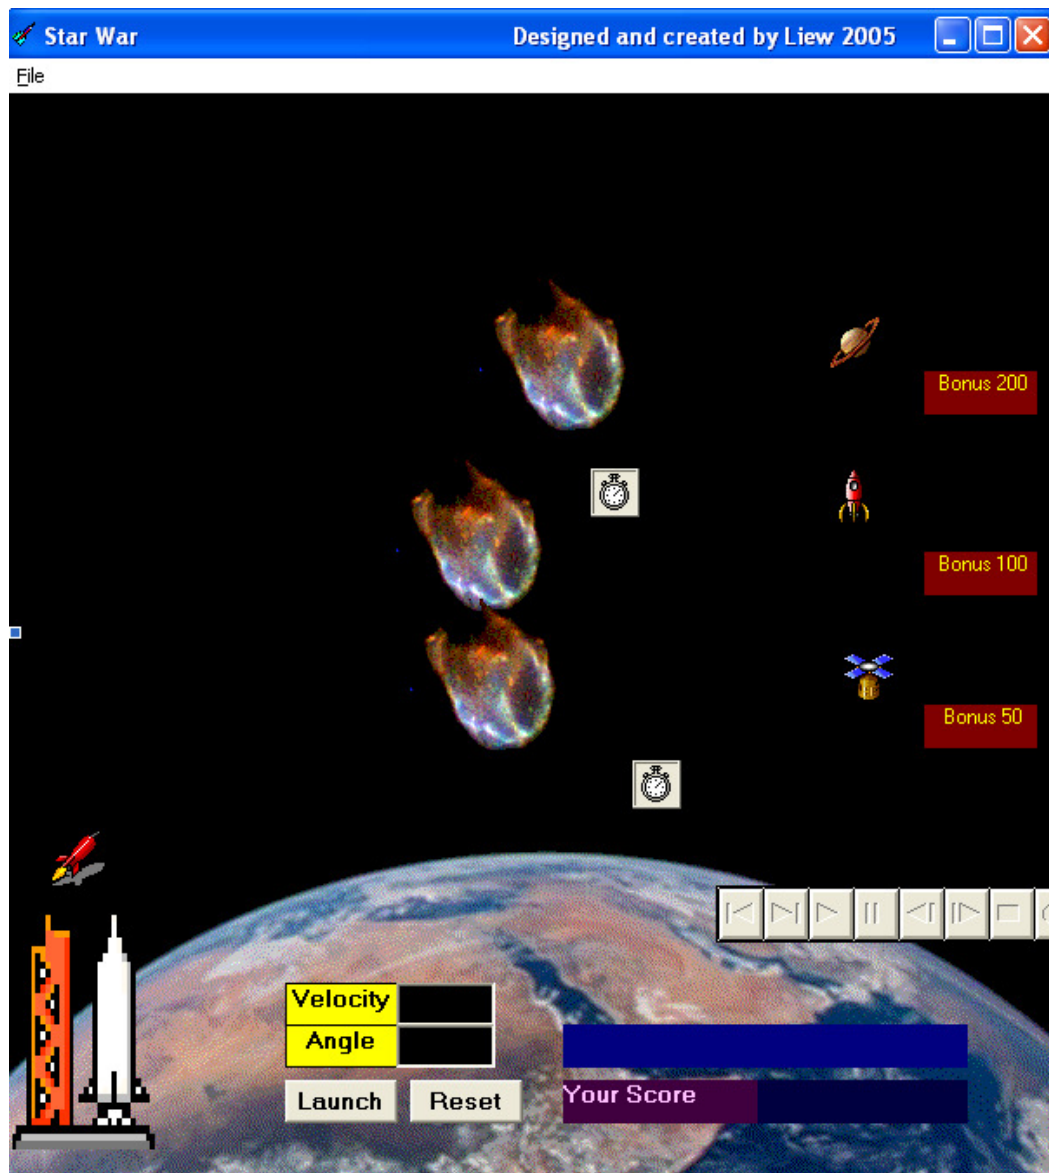 Star War Designed and created by Liew 2005
File
Bonus 200
Bonus 100
Bonus 50
Velocity
Angle
Launch Reset
Your Score